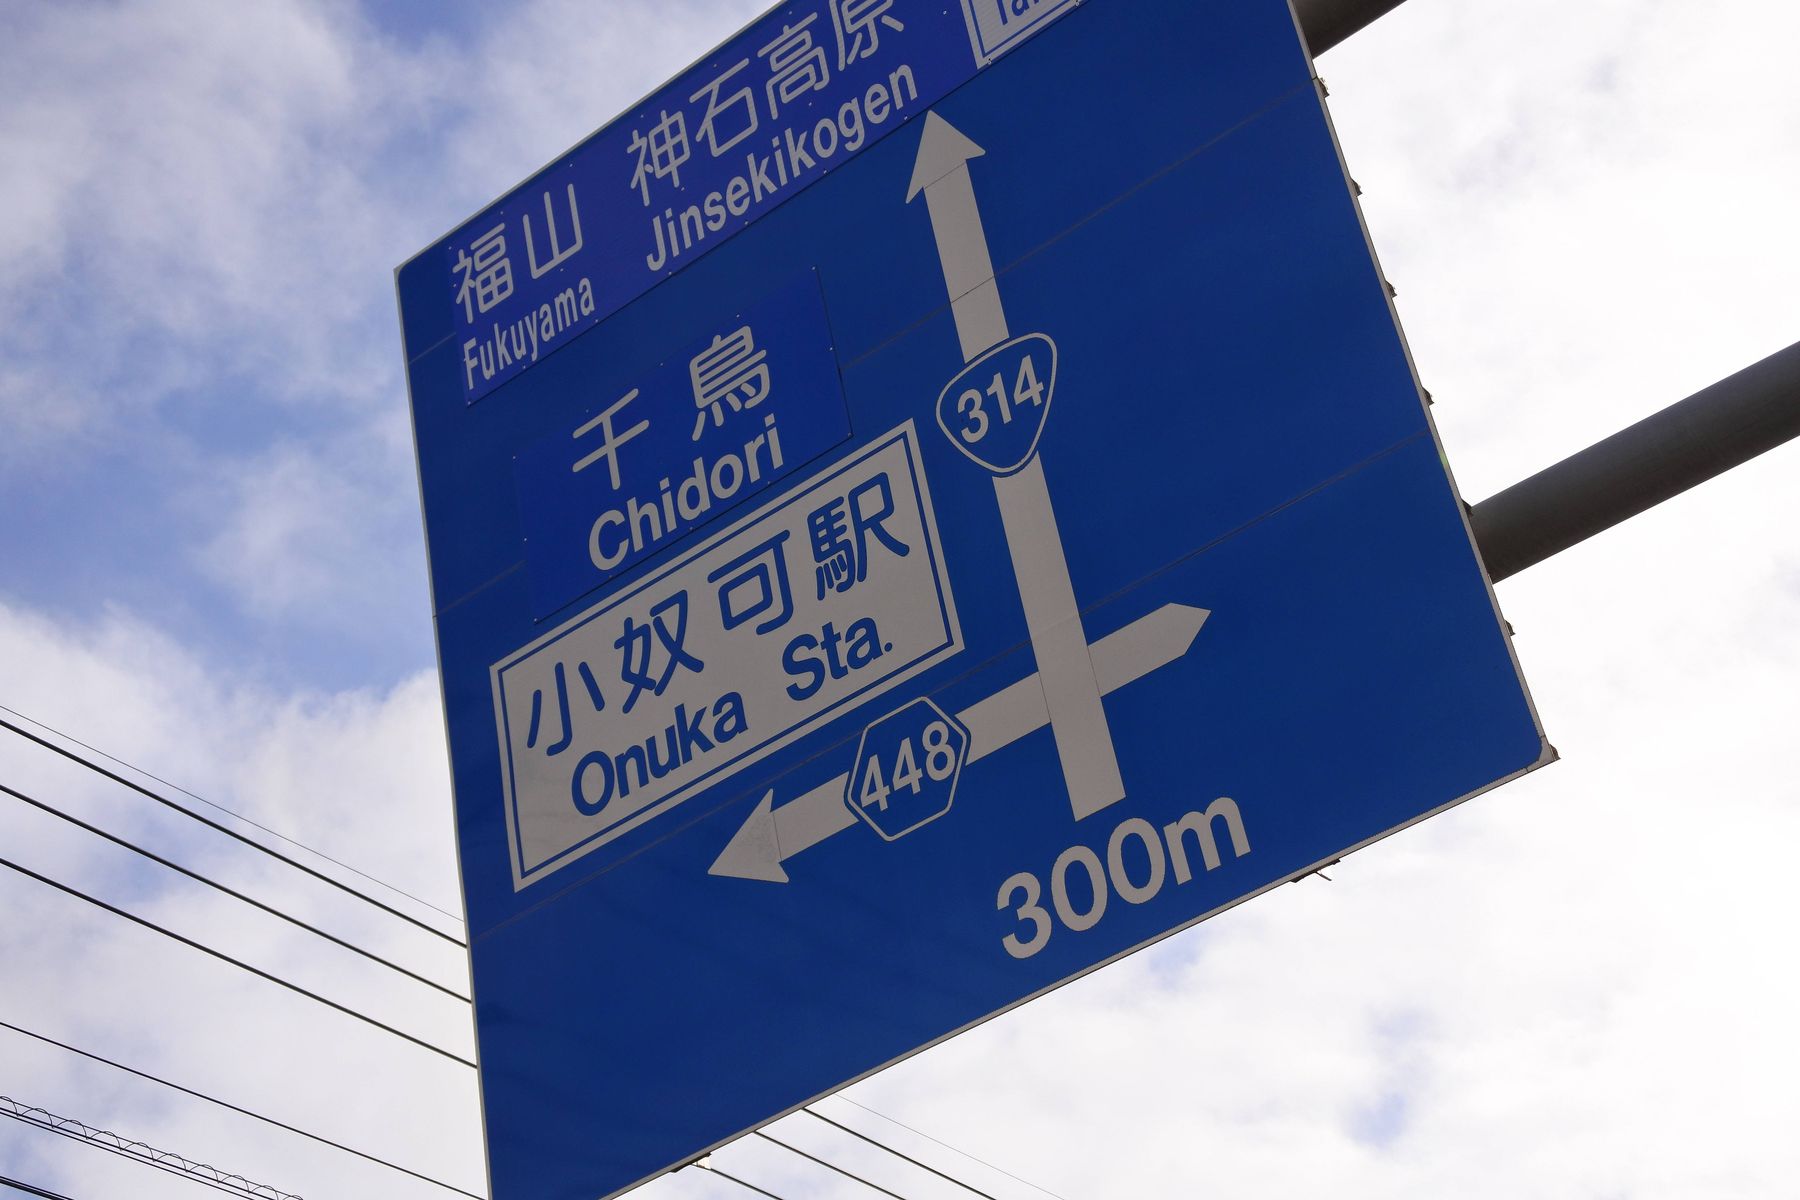 福山 神石高原
Fukuyama Jinsekikogen
千鳥
Chidori
314
小奴可駅
Onuka Sta.
448
300m